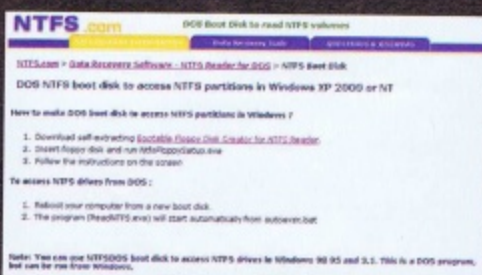 NTFS.com
DOS Boot Disk to read NTFS volumes
Data Recovery Software
NTFS.com > Data Recovery Software - NTFS Reader for DOS > NTFS Boot Disk
DOS NTFS boot disk to access NTFS partitions in Windows XP 2000 or NT
How to make DOS boot disk to access NTFS partitions in Windows ?
1. Download self-extracting Bootable Floppy Disk Creator for NTFS Reader.
2. Insert floppy disk and run NtfsFloppySetup.exe
3. Follow the instructions on the screen
To access NTFS drives from DOS :
1. Reboot your computer from a new boot disk.
2. The program (ReadNTFS.exe) will start automatically from autoexec.bat
Note: You can use NTFSDOS boot disk to access NTFS drives in Windows 98 95 and 3.1. This is a DOS program,
but can be run from Windows.